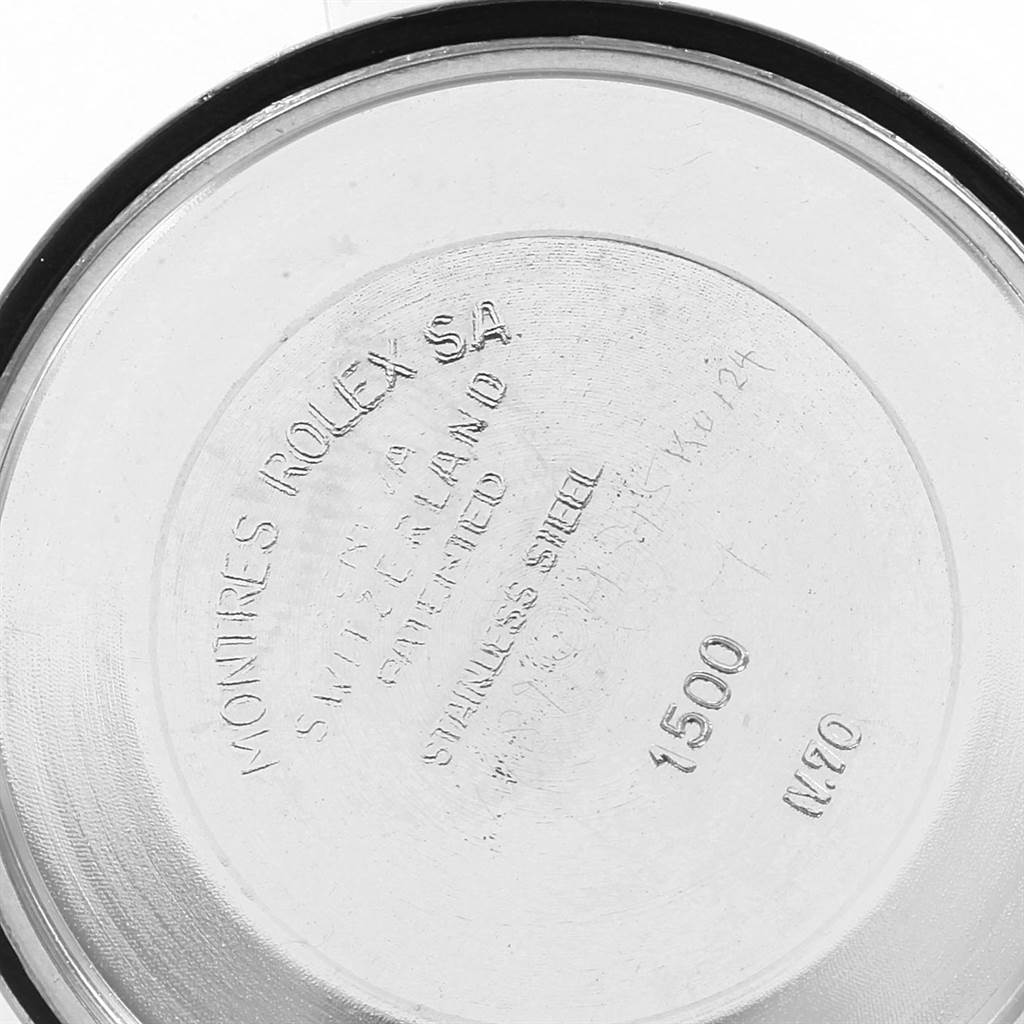 MONTRES ROLEX SA
SWITZERLAND
PATENTED
STAINLESS STEEL
1500
IV.70